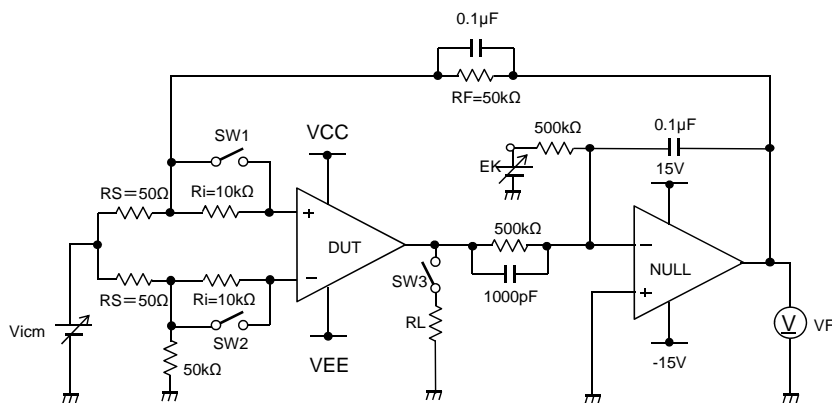 0.1µF
RF=50kΩ
SW1
VCC
500kΩ
0.1µF
EK
15V
RS=50Ω
Ri=10kΩ
+
DUT
−
500kΩ
1000pF
−
NULL
+
RS=50Ω
Ri=10kΩ
SW2
SW3
RL
Vicm
50kΩ
VEE
-15V
V
VF